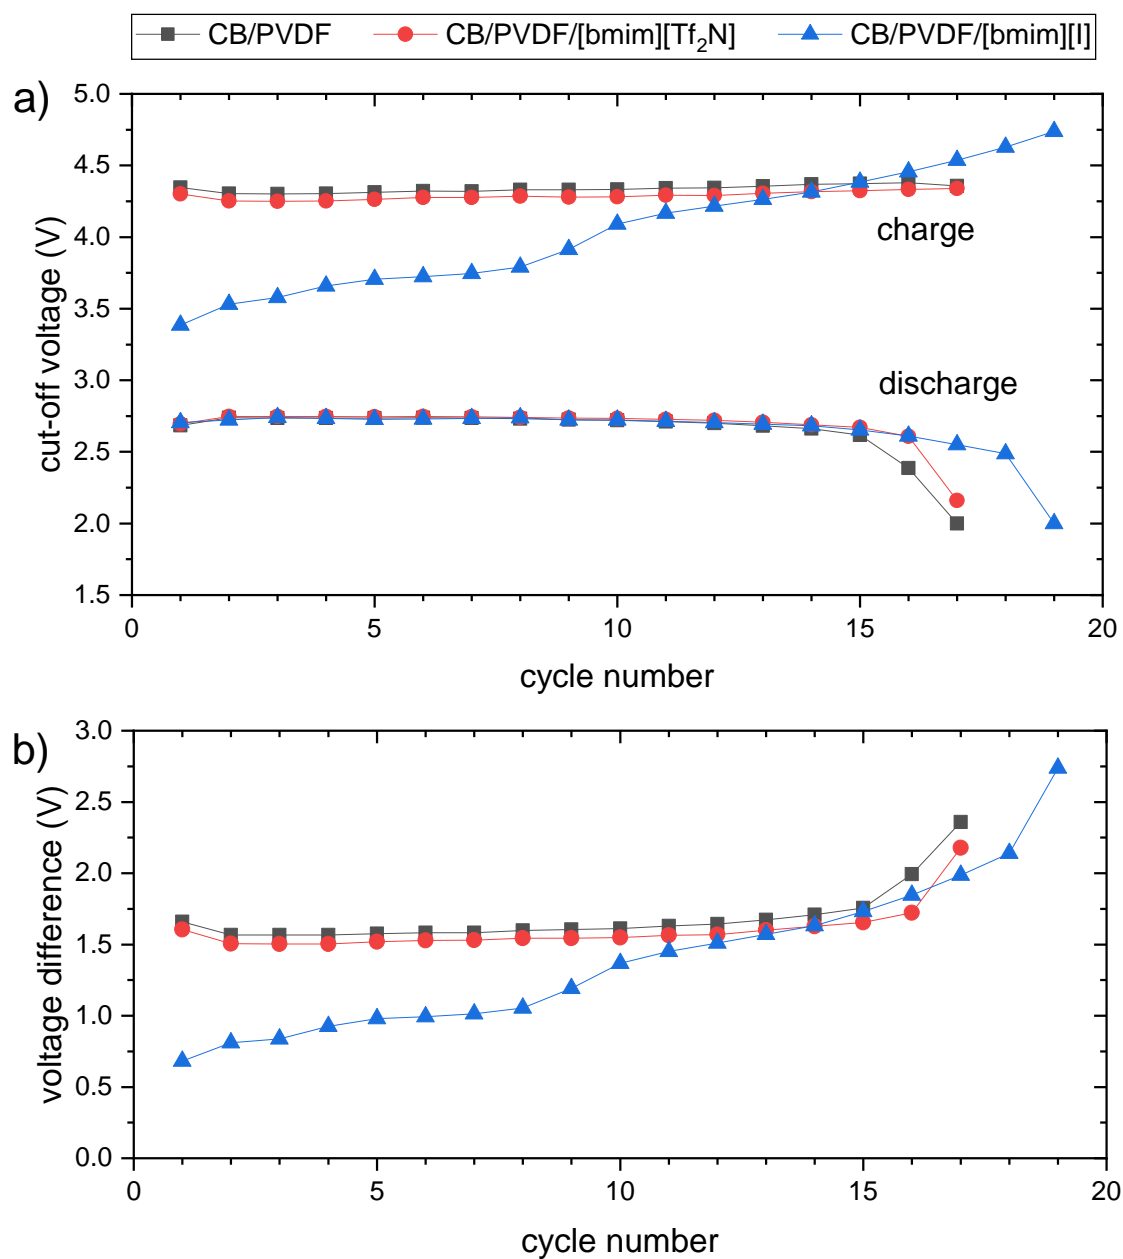 CB/PVDF CB/PVDF/[bmim][Tf₂N] CB/PVDF/[bmim][I]
a)
5.0
4.5
4.0
3.5
3.0
2.5
2.0
1.5
cut-off voltage (V)
charge
discharge
0 5 10 15 20
cycle number
b)
3.0
2.5
2.0
1.5
1.0
0.5
0.0
voltage difference (V)
0 5 10 15 20
cycle number